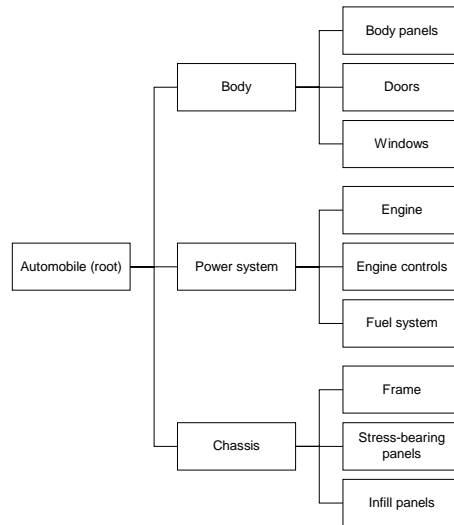 Body panels
Body
Doors
Windows
Engine
Automobile (root)
Power system
Engine controls
Fuel system
Frame
Chassis
Stress-bearing
panels
Infill panels